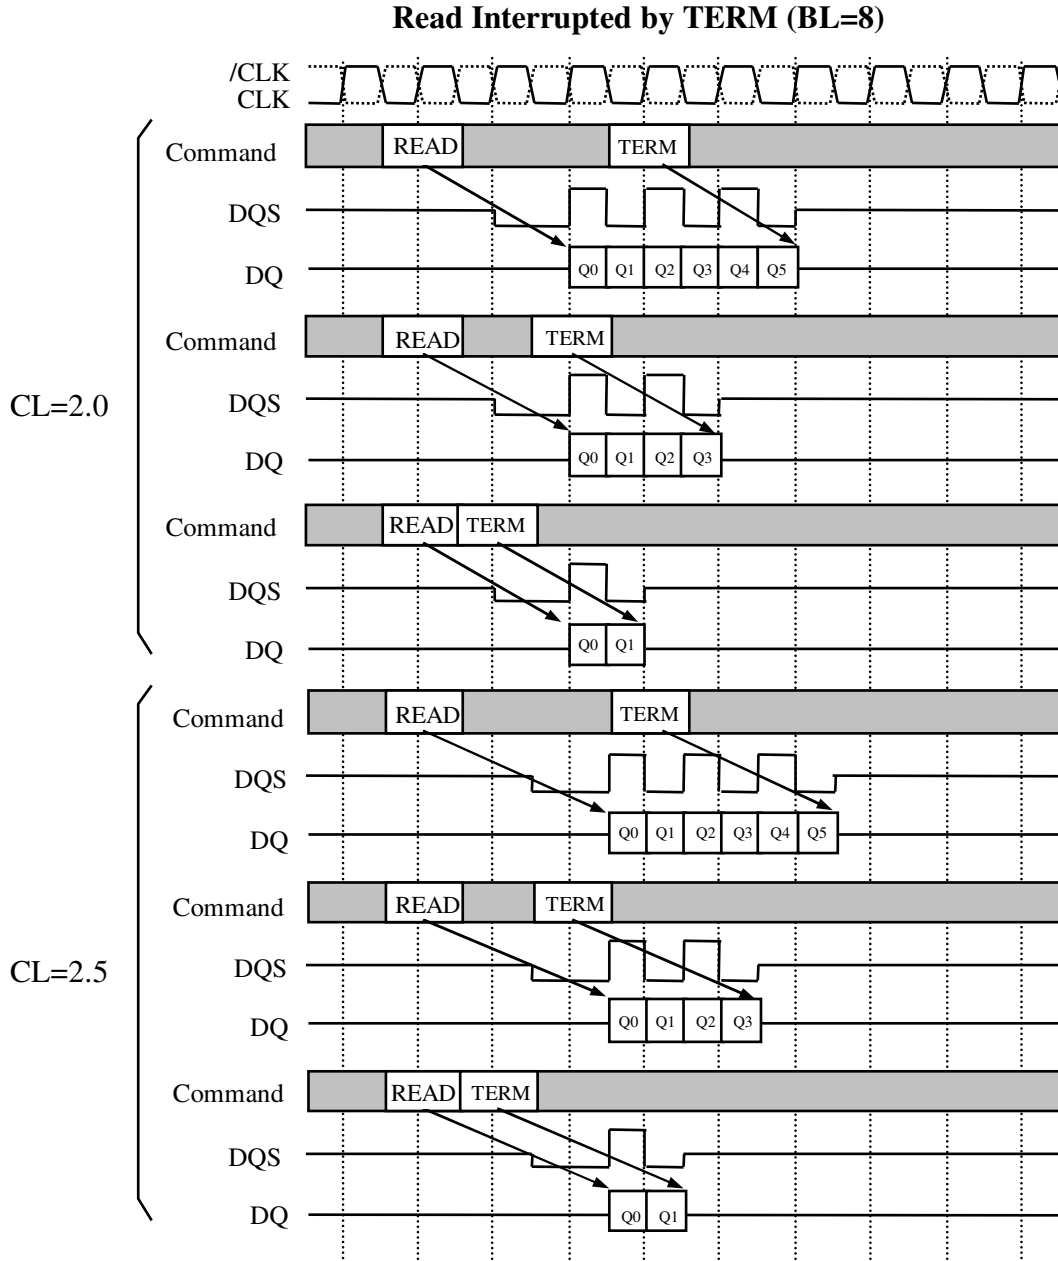 Read Interrupted by TERM (BL=8)
/CLK
CLK
Command READ TERM
DQS
DQ Q0 Q1 Q2 Q3 Q4 Q5
Command READ TERM
CL=2.0
DQS
DQ Q0 Q1 Q2 Q3
Command READ TERM
DQS
DQ Q0 Q1
Command READ TERM
DQS
DQ Q0 Q1 Q2 Q3 Q4 Q5
Command READ TERM
CL=2.5
DQS
DQ Q0 Q1 Q2 Q3
Command READ TERM
DQS
DQ Q0 Q1